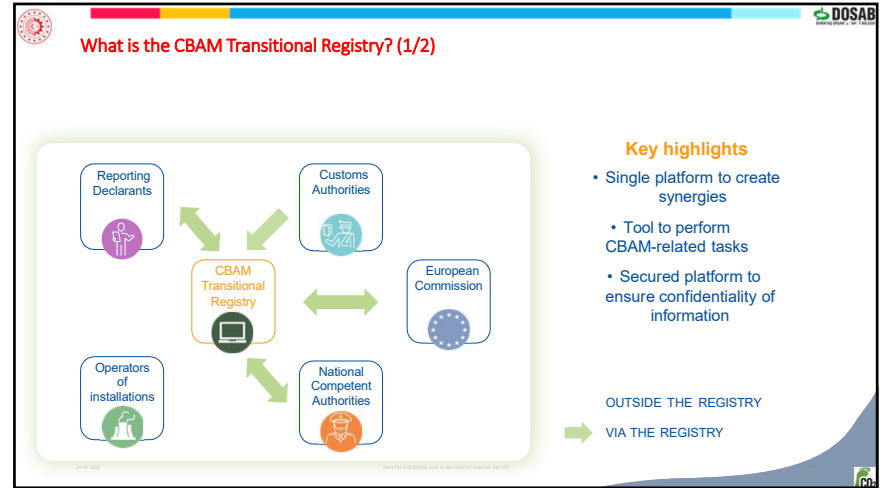 DOSAB
What is the CBAM Transitional Registry? (1/2)
Reporting
Declarants
Customs
Authorities
CBAM
Transitional
Registry
European
Commission
Operators
of
installations
National
Competent
Authorities
Key highlights
• Single platform to create
synergies
• Tool to perform
CBAM-related tasks
• Secured platform to
ensure confidentiality of
information
OUTSIDE THE REGISTRY
VIA THE REGISTRY
CO₂